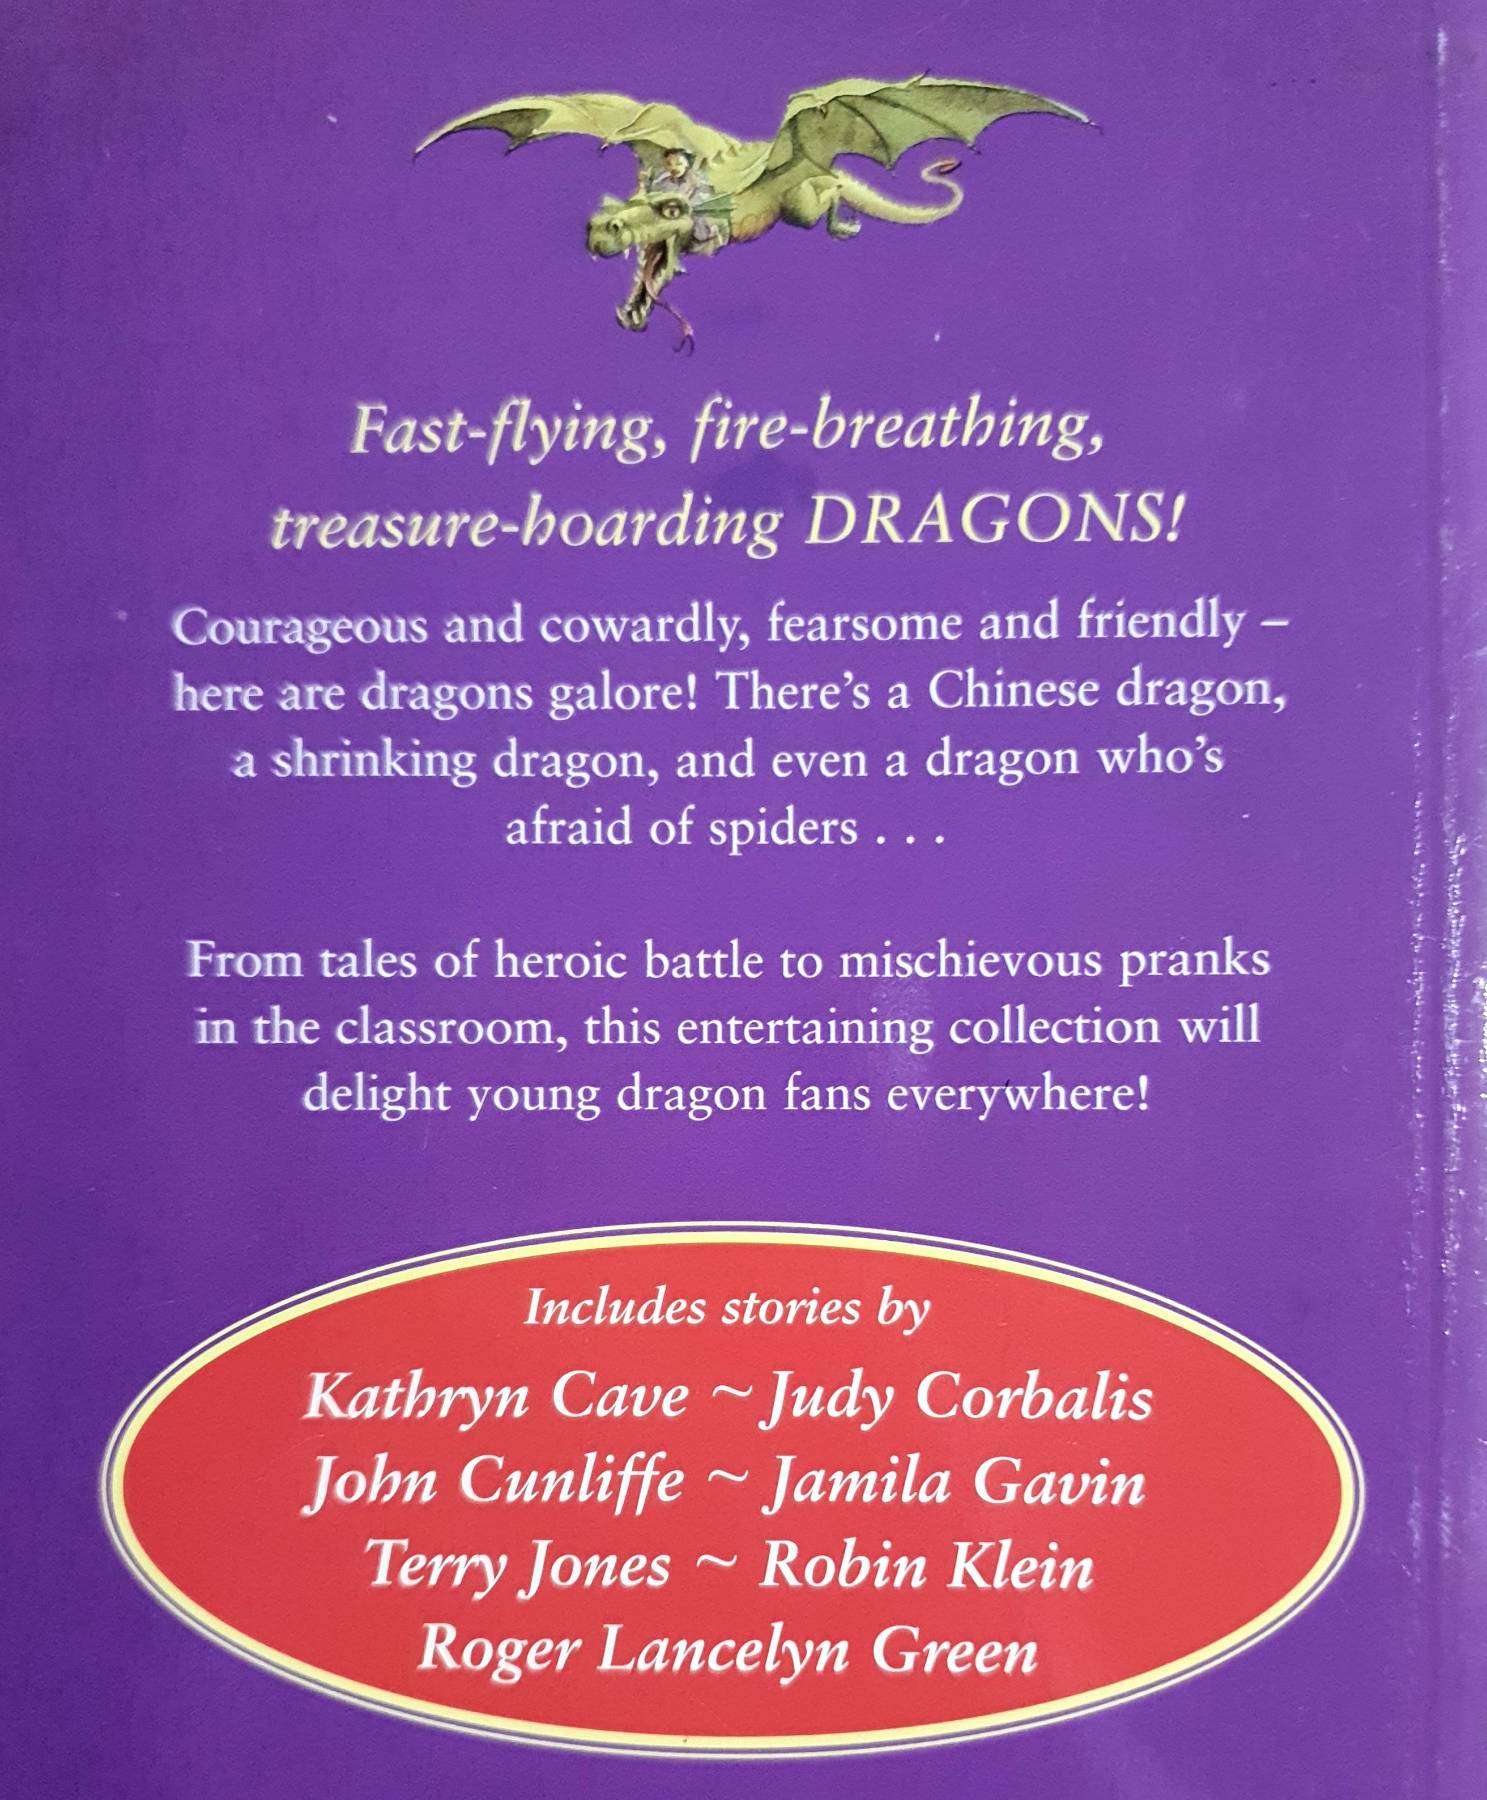 Fast-flying, fire-breathing,
treasure-hoarding DRAGONS!
Courageous and cowardly, fearsome and friendly –
here are dragons galore! There’s a Chinese dragon,
a shrinking dragon, and even a dragon who’s
afraid of spiders . . .
From tales of heroic battle to mischievous pranks
in the classroom, this entertaining collection will
delight young dragon fans everywhere!
Includes stories by
Kathryn Cave ~ Judy Corbalis
John Cunliffe ~ Jamila Gavin
Terry Jones ~ Robin Klein
Roger Lancelyn Green